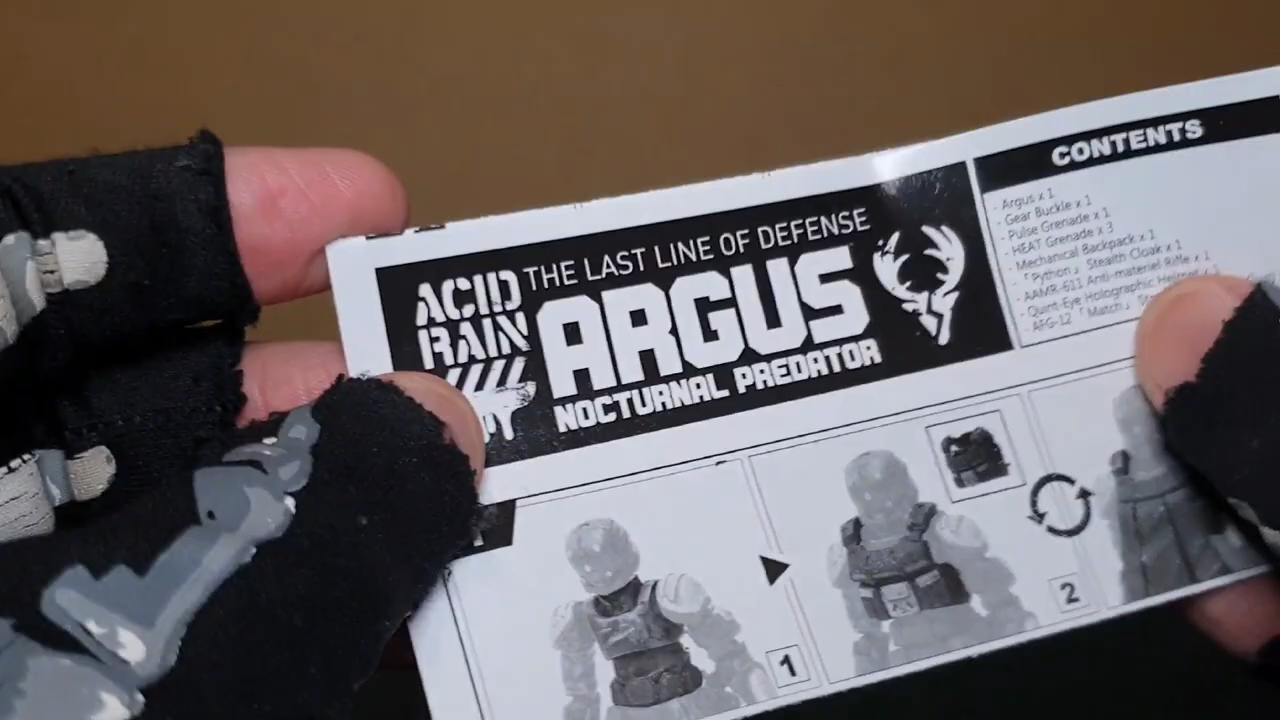 ACID
RAIN
THE LAST LINE OF DEFENSE
ARGUS
NOCTURNAL PREDATOR
CONTENTS
- Argus x 1
- Gear Buckle x 1
- Pulse Grenade x 1
- HEAT Grenade x 3
- Mechanical Backpack x 1
- 「Python」 Stealth Cloak x 1
- AAMR-611 Anti-materiel Rifle x 1
- Quint-Eye Holographic Helmet x 1
- AFG-12 「Match」
1
2